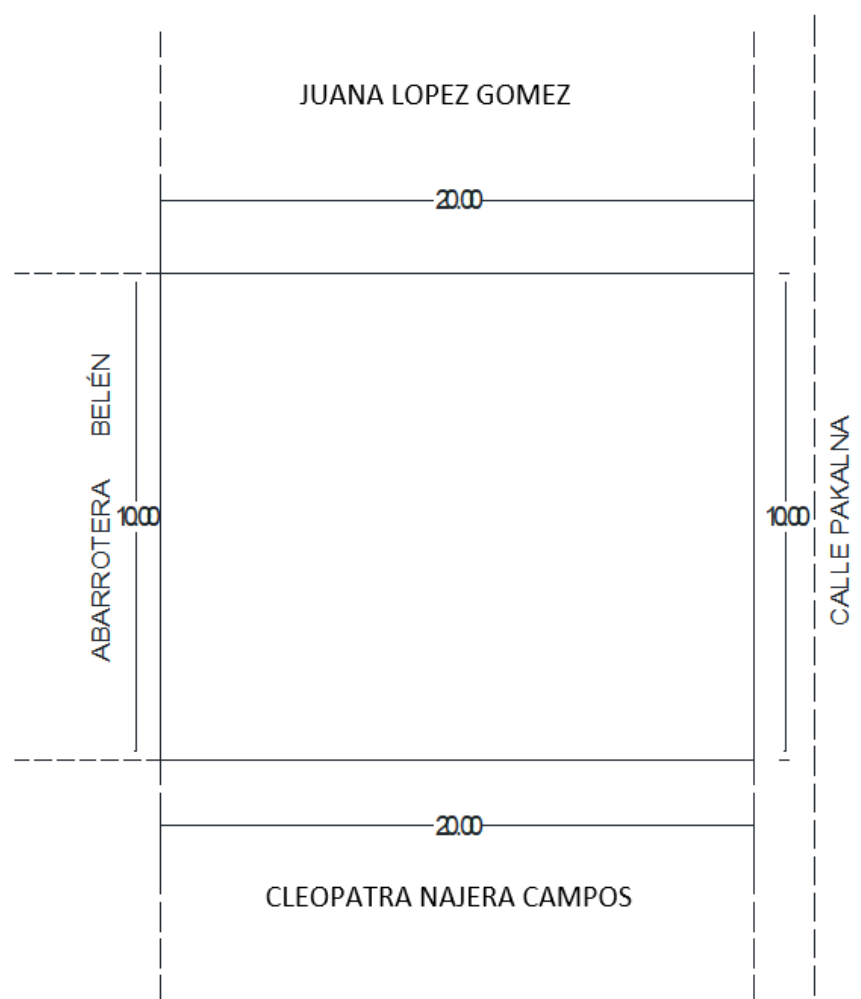 JUANA LOPEZ GOMEZ
20.00
ABARROTERA BELÉN
10.00
10.00
CALLE PAKALNA
20.00
CLEOPATRA NAJERA CAMPOS